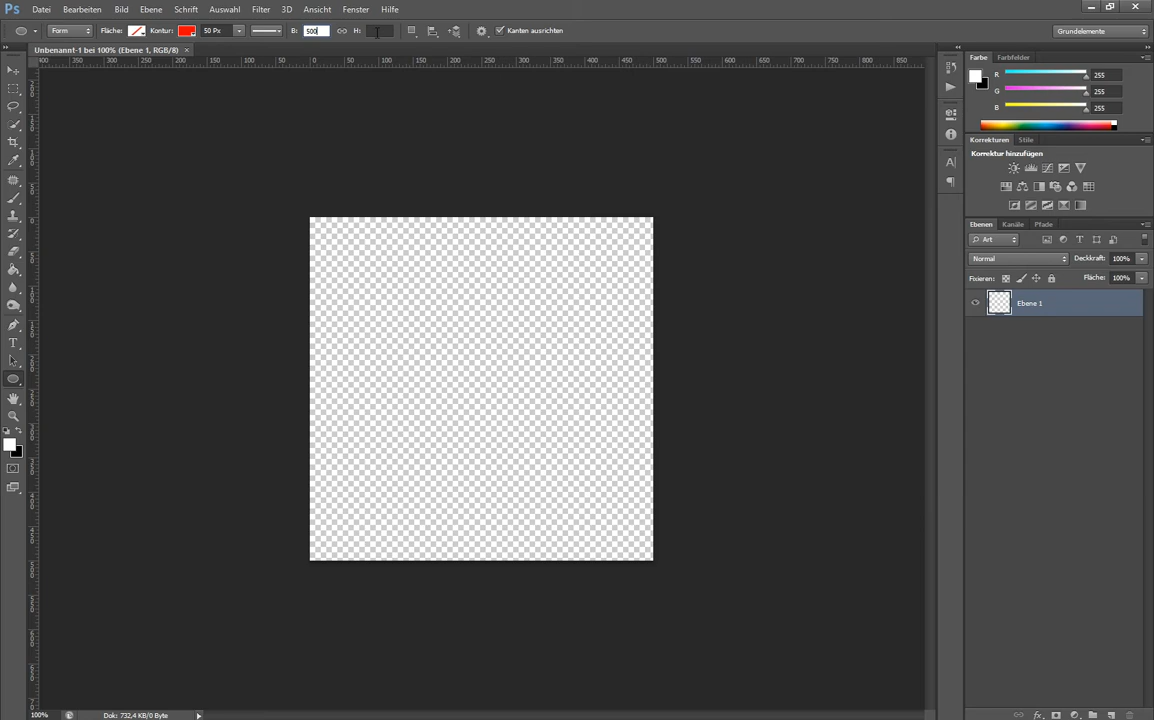 Ps Datei Bearbeiten Bild Ebene Schrift Auswahl Filter 3D Ansicht Fenster Hilfe
Form Fläche: Kontur: 50 Px B: 500 H: Kanten ausrichten Grundelemente
Unbenannt-1 bei 100% (Ebene 1, RGB/8) ×
Farbe Farbfelder
R 255
G 255
B 255
Korrekturen Stile
Korrektur hinzufügen
Ebenen Kanäle Pfade
Art
Normal Deckkraft: 100%
Fixieren: Fläche: 100%
Ebene 1
100% Dok: 732,4 KB/0 Byte